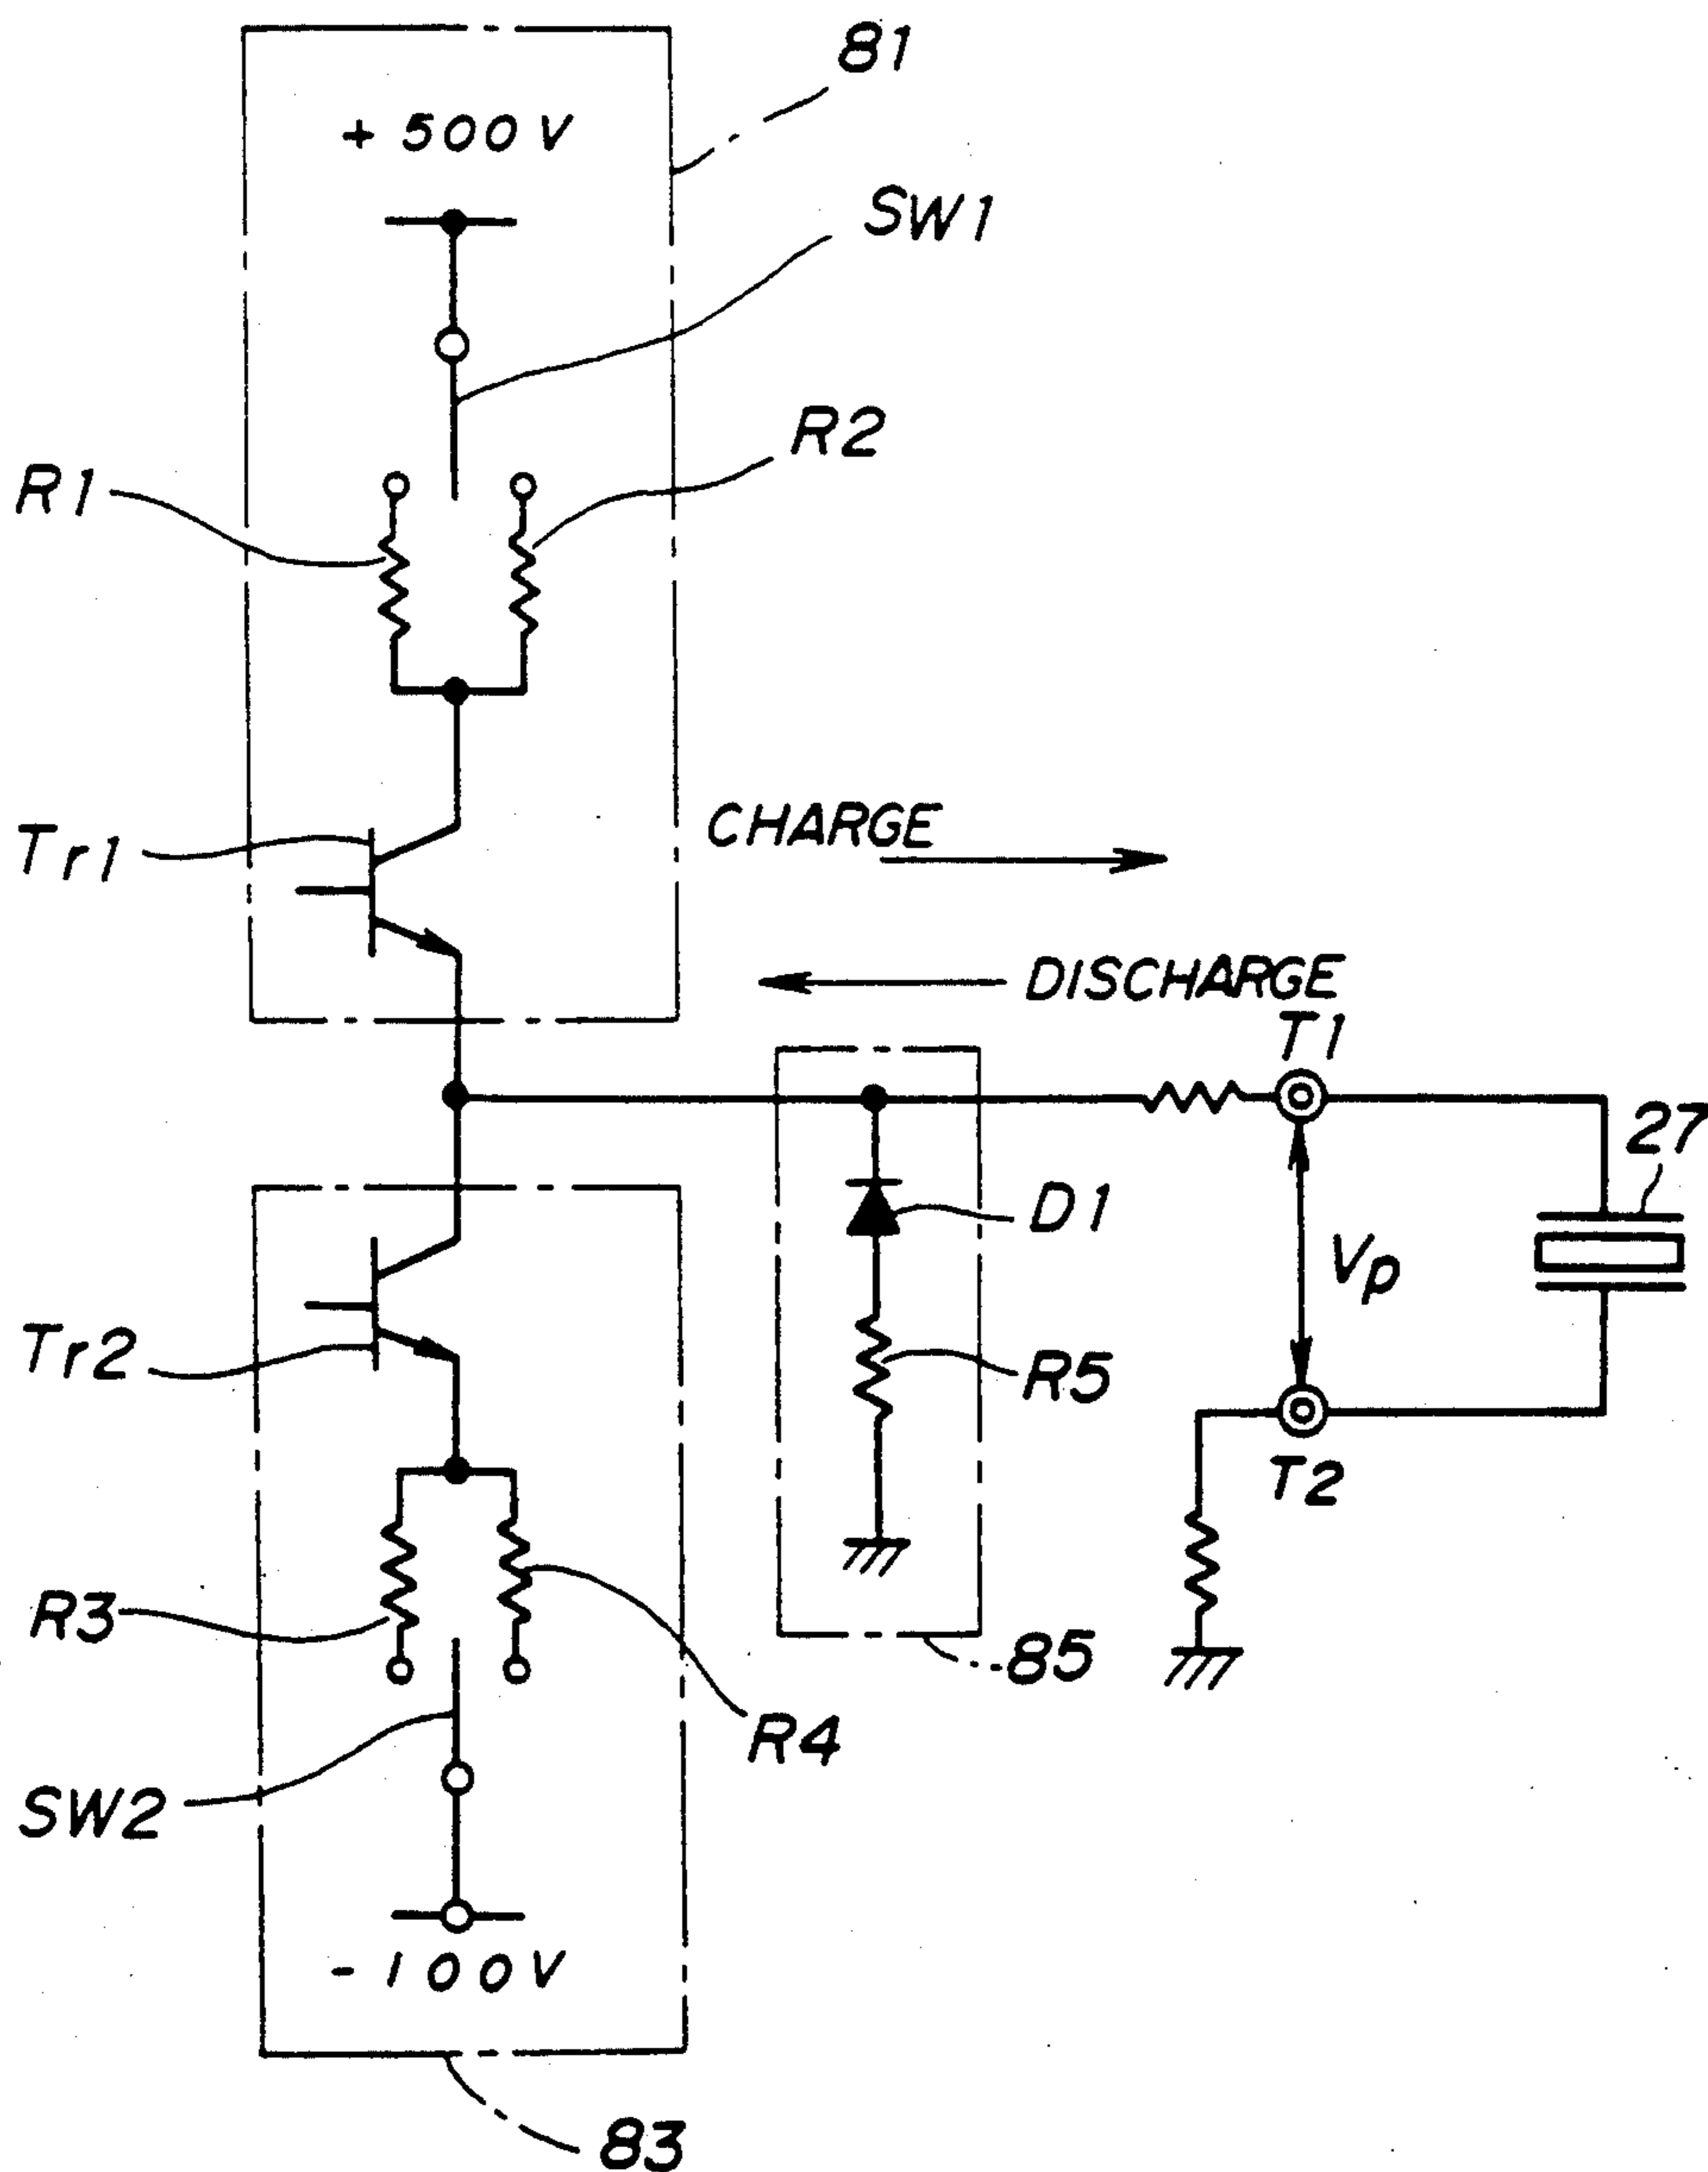 81
+ 500V
SW1
R2
R1
Tr1
CHARGE
DISCHARGE
T1
27
D1
Vp
Tr2
R5
T2
R3
85
R4
SW2
-100V
83